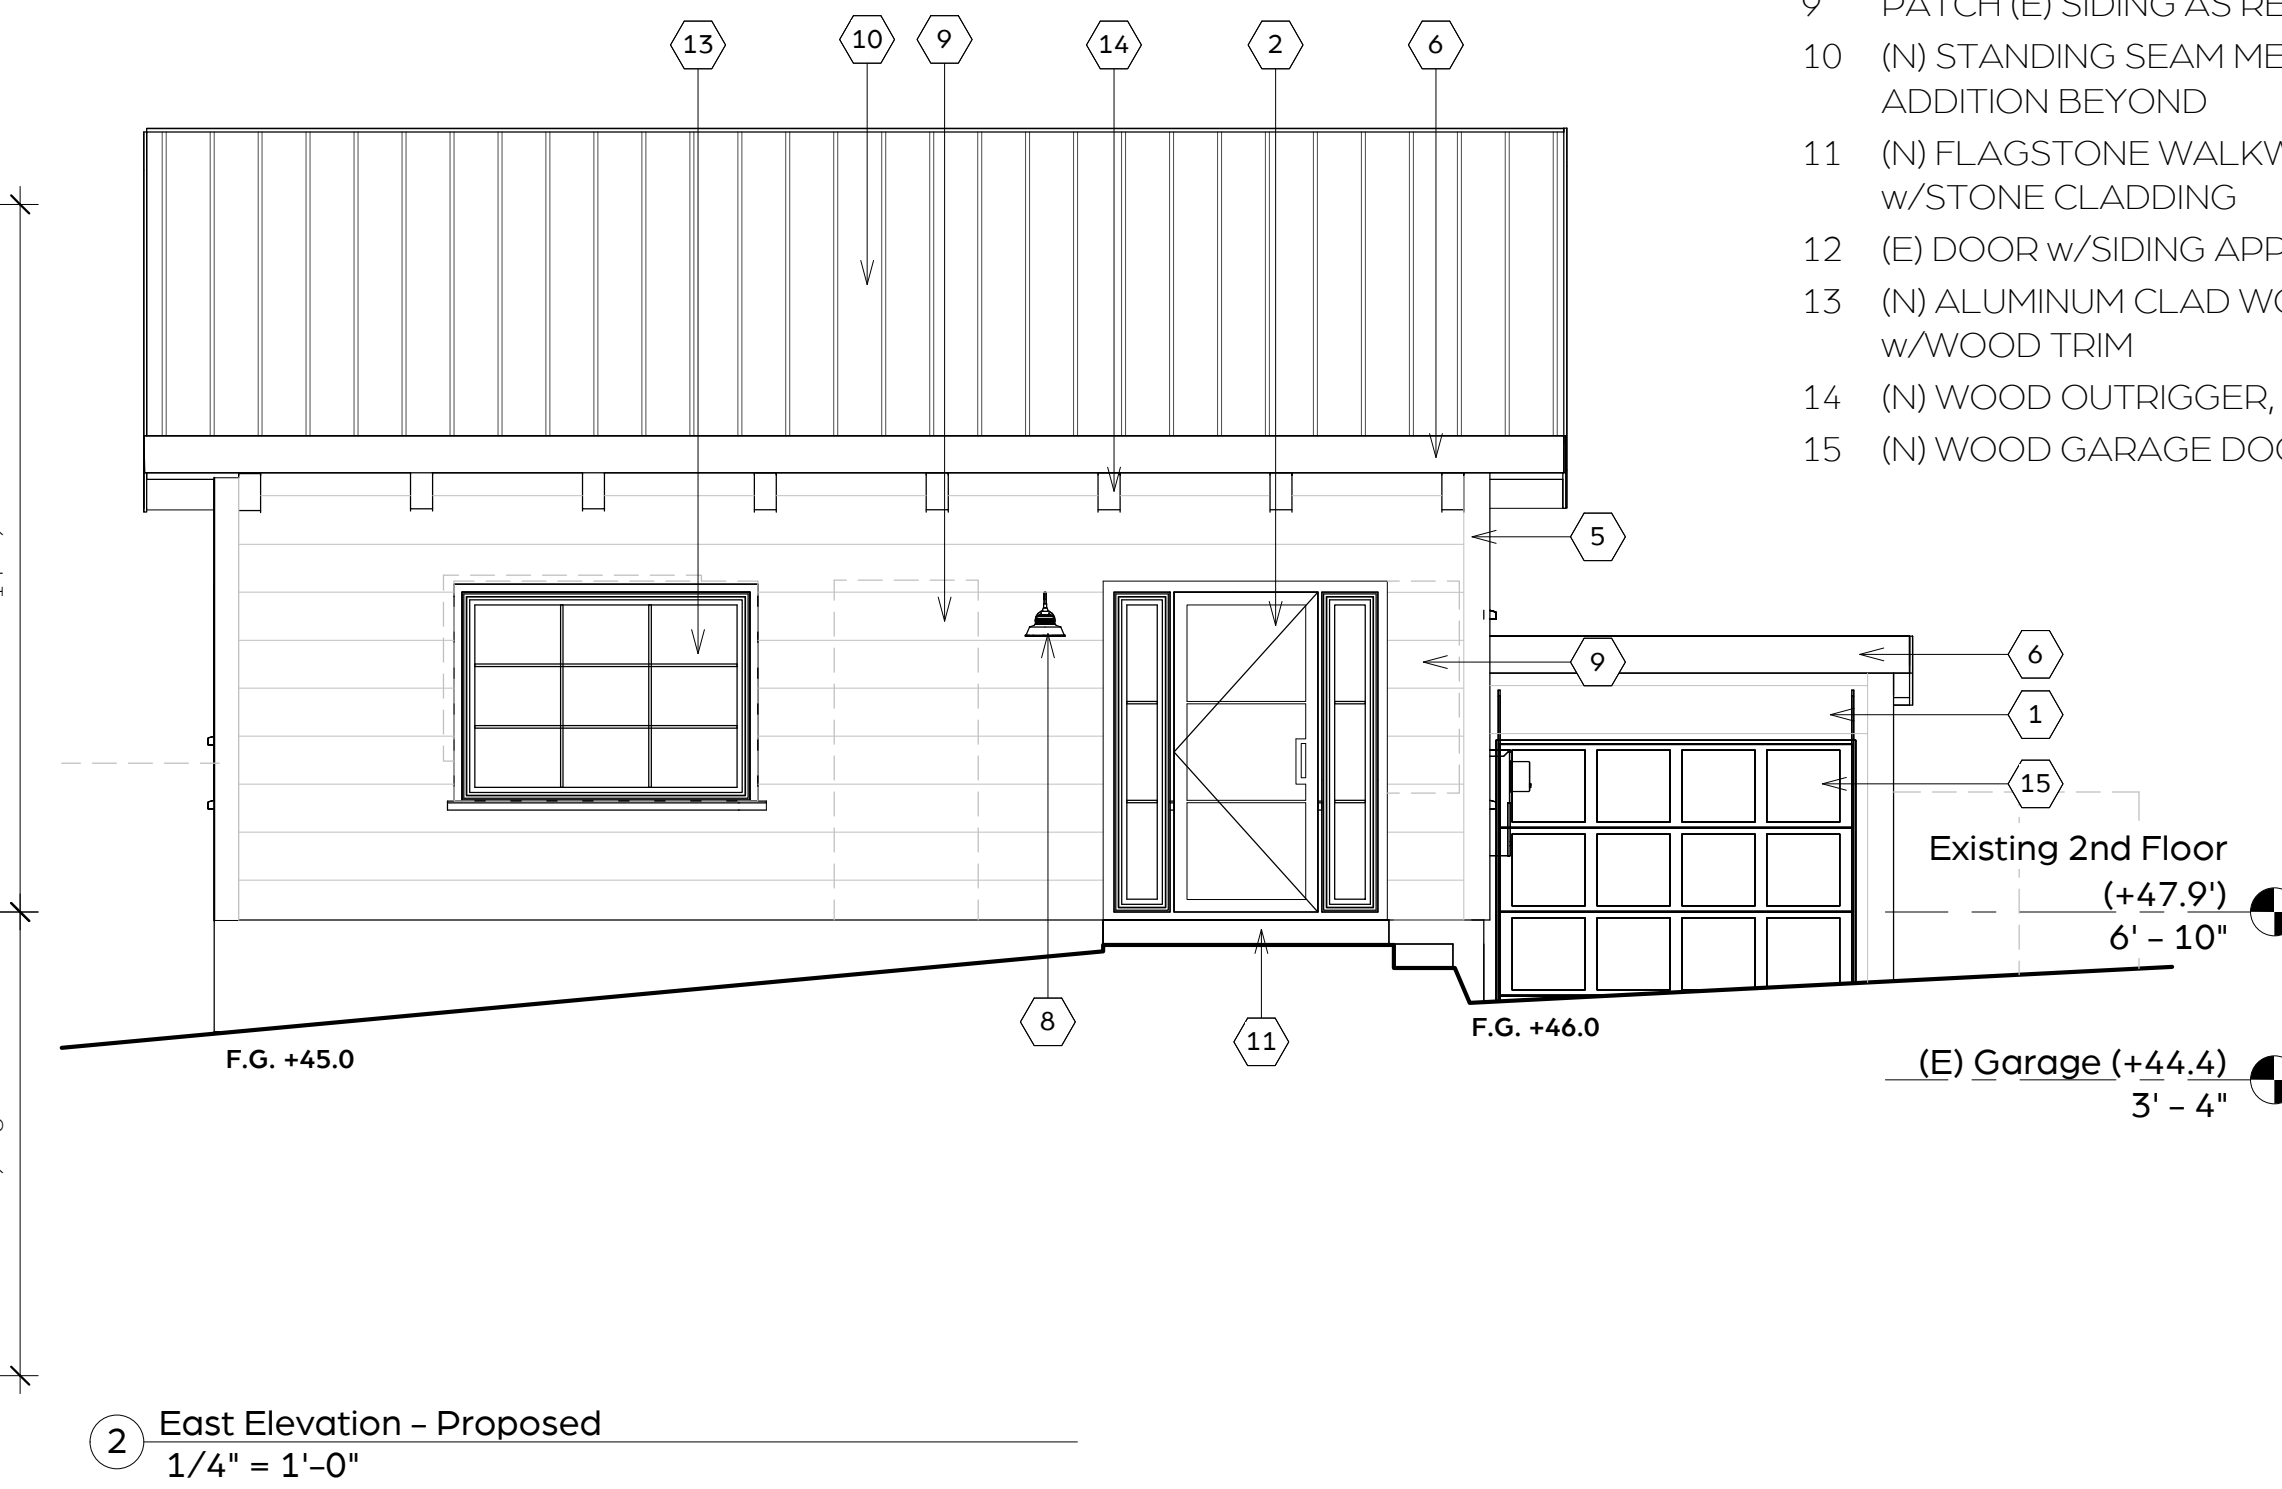 13
10
9
14
2
6
9 PATCH (E) SIDING AS RE
10 (N) STANDING SEAM ME
ADDITION BEYOND
11 (N) FLAGSTONE WALKW
w/STONE CLADDING
12 (E) DOOR w/SIDING APP
13 (N) ALUMINUM CLAD WO
w/WOOD TRIM
14 (N) WOOD OUTRIGGER,
15 (N) WOOD GARAGE DOO
5
9
6
1
15
Existing 2nd Floor
(+47.9')
6' - 10"
8
11
F.G. +46.0
F.G. +45.0
(E) Garage (+44.4)
3' - 4"
2 East Elevation - Proposed
1/4" = 1'-0"